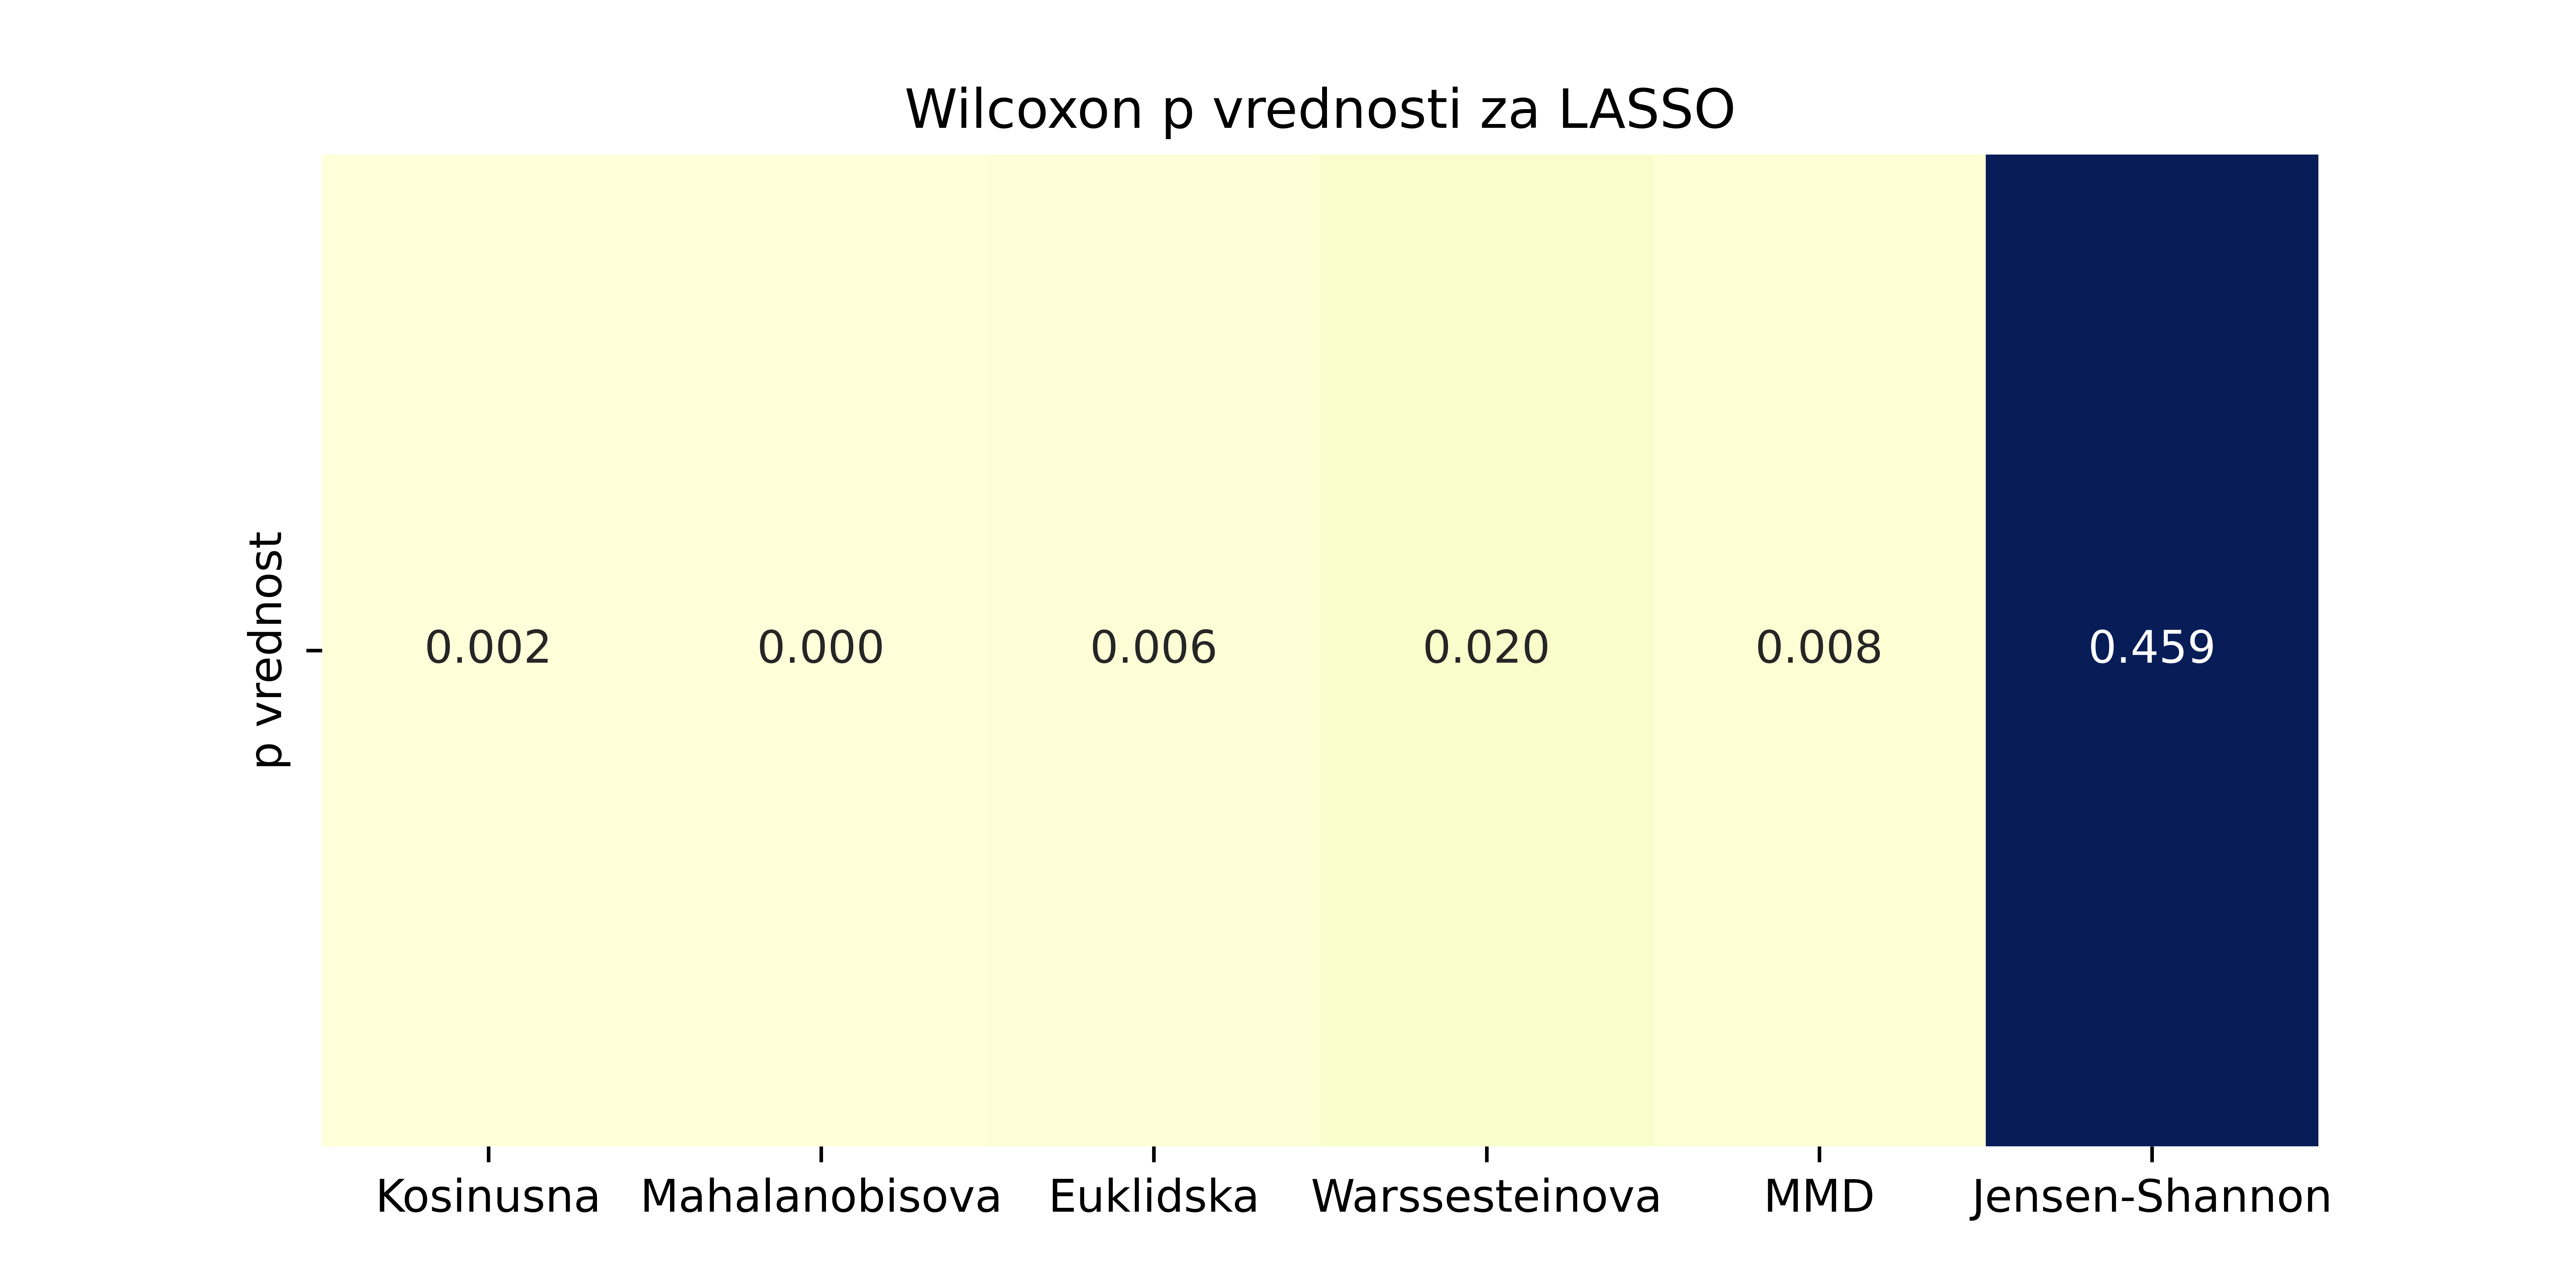 Wilcoxon p vrednosti za LASSO
p vrednost
0.002 0.000 0.006 0.020 0.008 0.459
Kosinusna Mahalanobisova Euklidska Warssesteinova MMD Jensen-Shannon